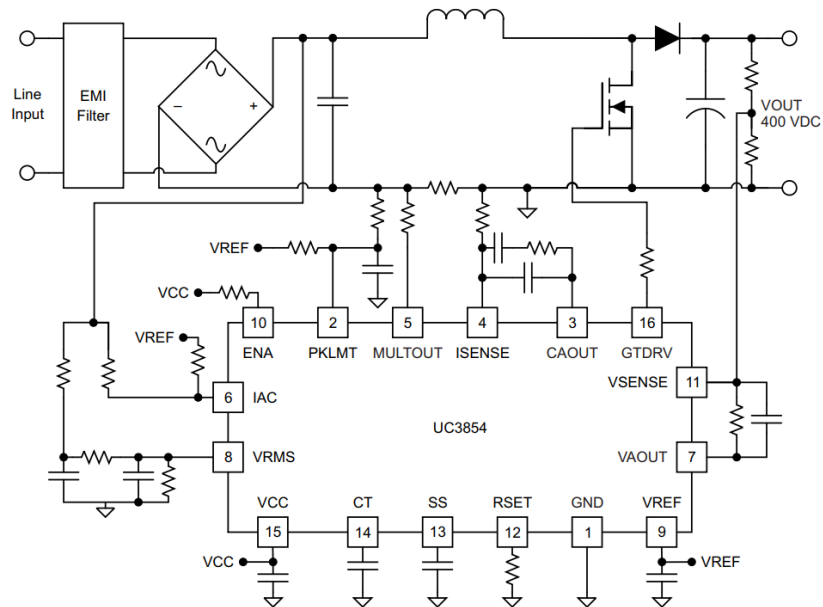 Line
Input
EMI
Filter
–
+
VOUT
400 VDC
VREF
VCC
10
2
5
4
3
16
ENA
PKLMT
MULTOUT
ISENSE
CAOUT
GTDRV
VREF
VSENSE
11
6
IAC
UC3854
8
VRMS
VAOUT
7
VCC
CT
SS
RSET
GND
VREF
15
14
13
12
1
9
VCC
VREF